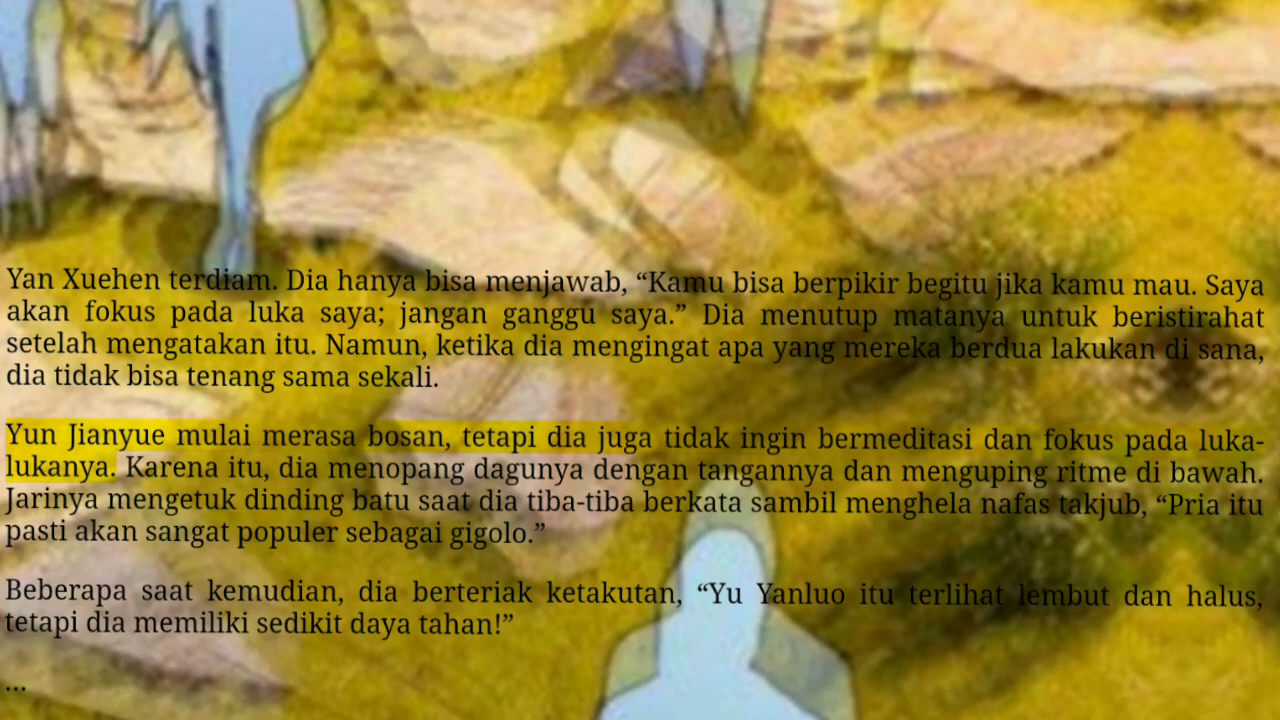 Yan Xuehen terdiam. Dia hanya bisa menjawab, “Kamu bisa berpikir begitu jika kamu mau. Saya
akan fokus pada luka saya; jangan ganggu saya.” Dia menutup matanya untuk beristirahat
setelah mengatakan itu. Namun, ketika dia mengingat apa yang mereka berdua lakukan di sana,
dia tidak bisa tenang sama sekali.
Yun Jianyue mulai merasa bosan, tetapi dia juga tidak ingin bermeditasi dan fokus pada luka-
lukanya. Karena itu, dia menopang dagunya dengan tangannya dan menguping ritme di bawah.
Jarinya mengetuk dinding batu saat dia tiba-tiba berkata sambil menghela nafas takjub, “Pria itu
pasti akan sangat populer sebagai gigolo.”
Beberapa saat kemudian, dia berteriak ketakutan, “Yu Yanluo itu terlihat lembut dan halus,
tetapi dia memiliki sedikit daya tahan!”
...